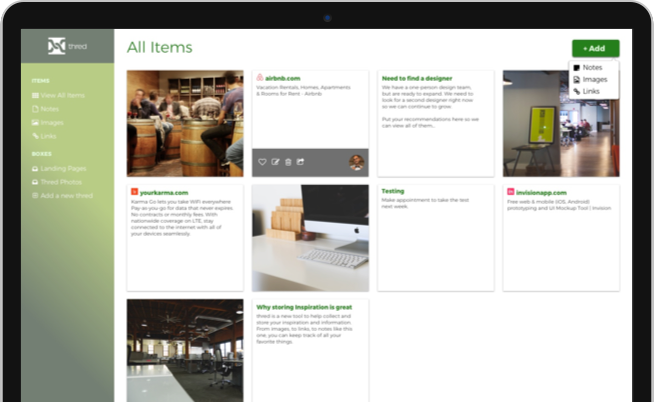 thred
All Items
+ Add
Notes
Images
Links
ITEMS
View All Items
Notes
Images
Links
BOXES
Landing Pages
Thred Photos
Add a new thred
airbnb.com
Vacation Rentals, Homes, Apartments
& Rooms for Rent - Airbnb
Need to find a designer
We have a one-person design team,
but are ready to expand. We need to
look for a second designer right now
so we can continue to grow.
Put your recommendations here so we
can view all of them..
yourkarma.com
Karma Go lets you take WiFi everywhere
Pay as you go for data that never expires
No contracts or monthly fees. With
nationwide coverage on LTE, stay
connected to the internet with all of
your devices seamlessly.
Testing
Make appointment to take the test
next week.
invisionapp.com
Free web & mobile (iOS, Android)
prototyping and UI Mockup Tool | Invision
Why storing Inspiration is great
thred is a new tool to help collect and
store your inspiration and information.
From images, to links, to notes like this
one; you can keep track of all your
favorite things.